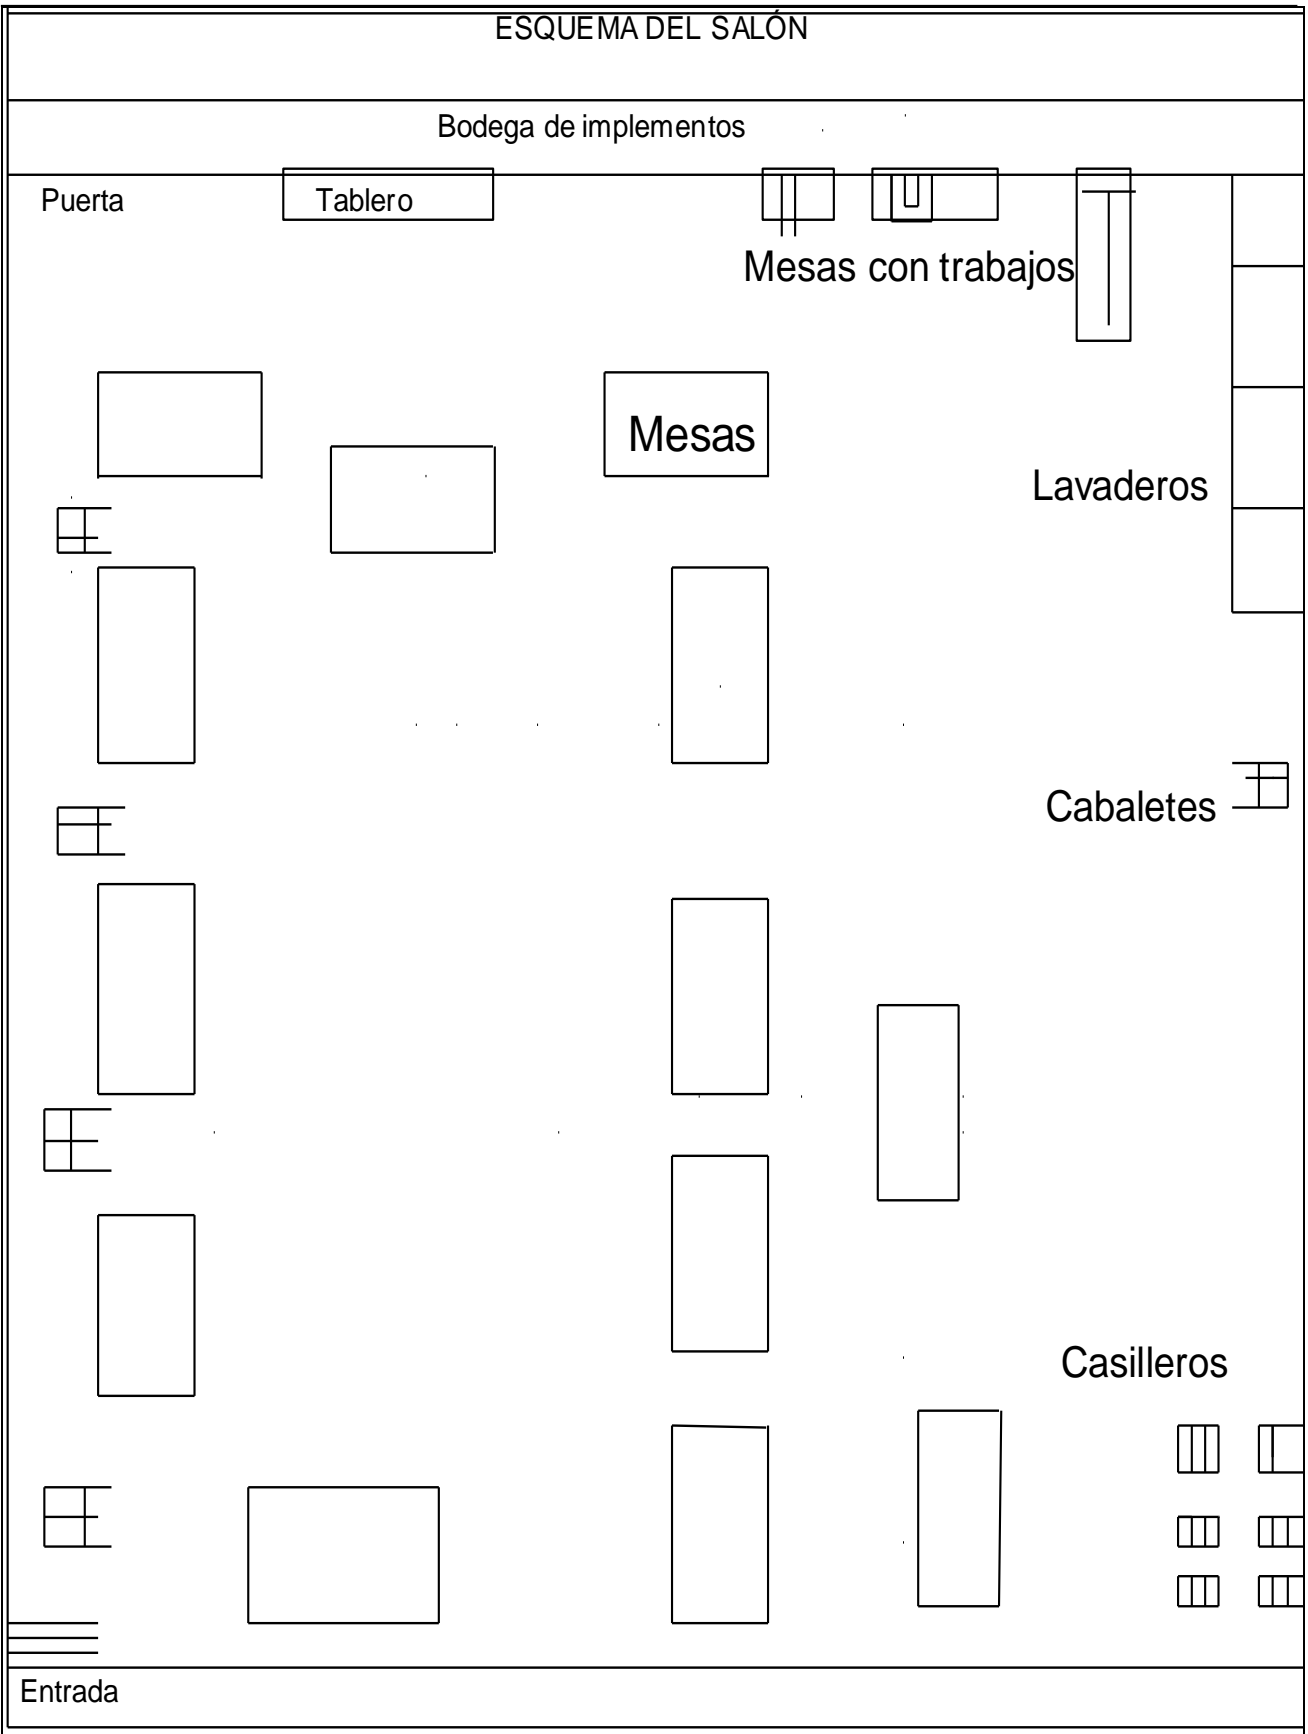 ESQUEMA DEL SALÓN
Bodega de implementos
Puerta
Tablero
Mesas con trabajos
Mesas
Lavaderos
Cabaletes
Casilleros
Entrada